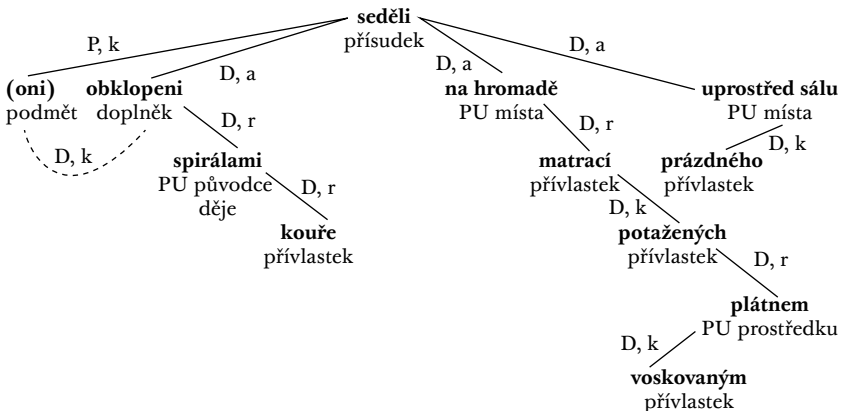 seděli
přísudek
P, k
D, a
D, a
D, a
(oni)
podmět
obklopeni
doplněk
na hromadě
PU místa
uprostřed sálu
PU místa
D, k
D, r
D, r
D, k
spirálami
PU původce
děje
matrací
přívlastek
prázdného
přívlastek
D, r
D, k
kouře
přívlastek
potažených
přívlastek
D, r
plátnem
PU prostředku
D, k
voskovaným
přívlastek